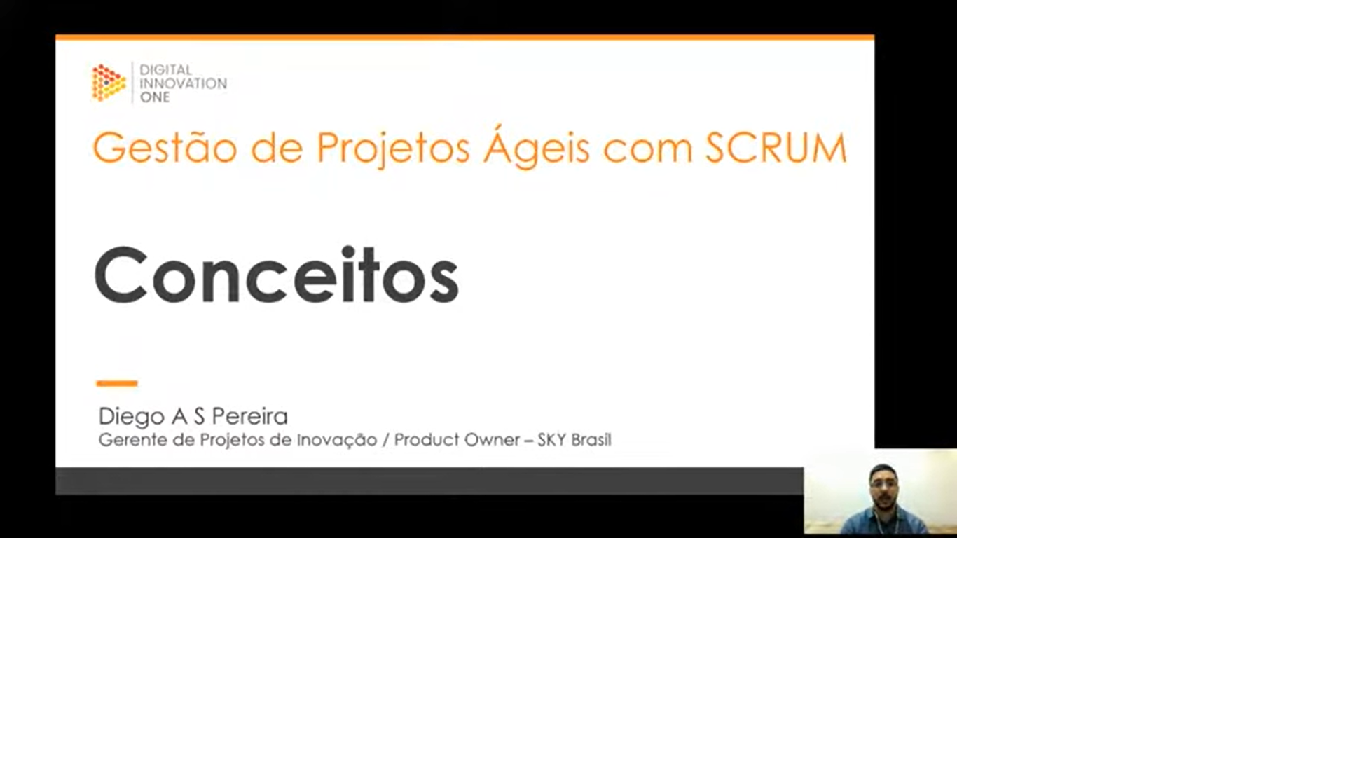 DIGITAL
INNOVATION
ONE
Gestão de Projetos Ágeis com SCRUM
Conceitos
Diego A S Pereira
Gerente de Projetos de Inovação / Product Owner – SKY Brasil